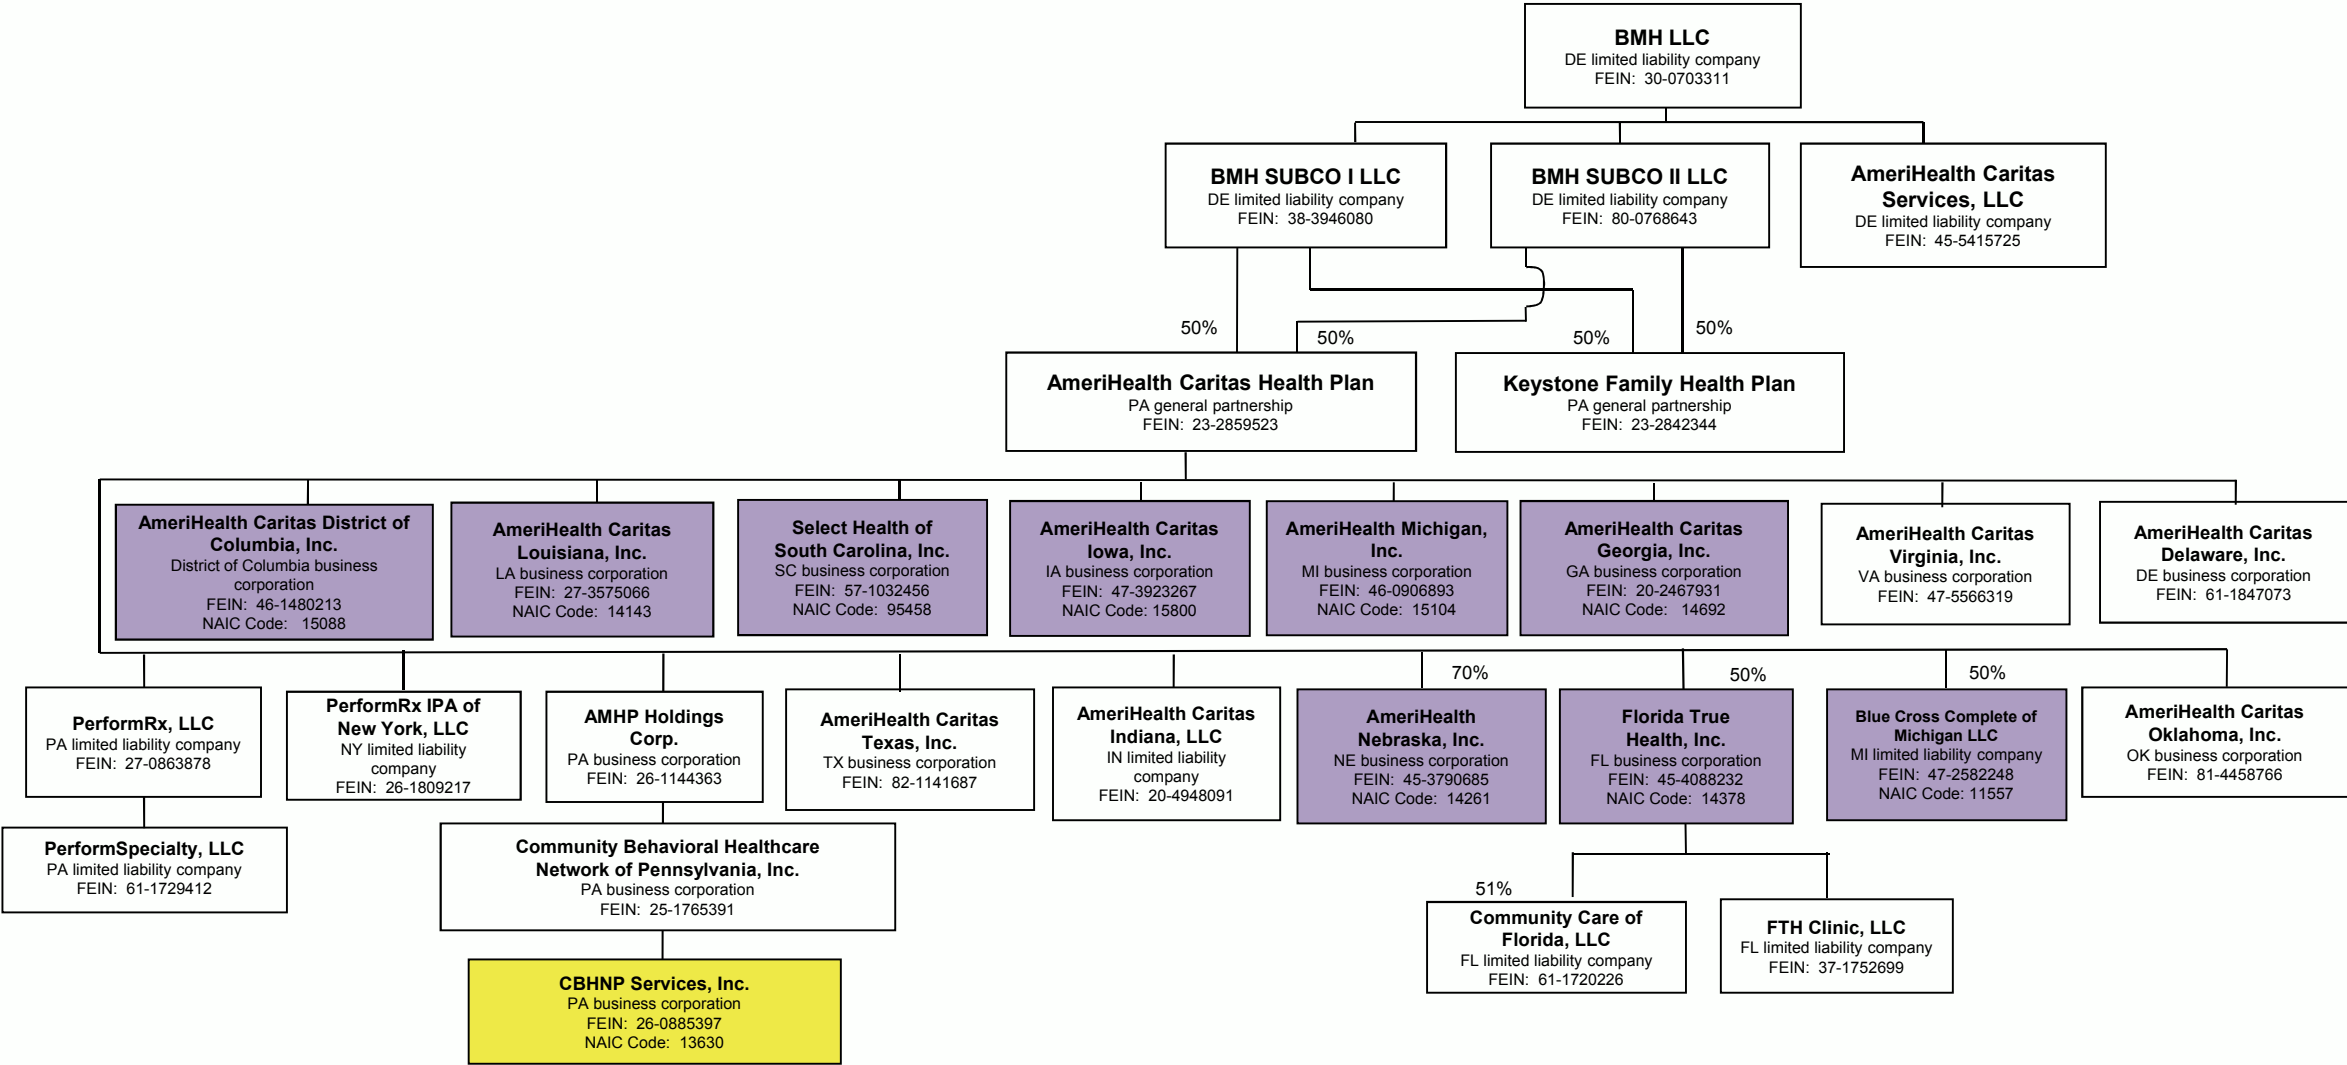 BMH LLC
DE limited liability company
FEIN: 30-0703311
BMH SUBCO I LLC
DE limited liability company
FEIN: 38-3946080
BMH SUBCO II LLC
DE limited liability company
FEIN: 80-0768643
AmeriHealth Caritas
Services, LLC
DE limited liability company
FEIN: 45-5415725
50%
50%
50%
50%
AmeriHealth Caritas Health Plan
PA general partnership
FEIN: 23-2859523
Keystone Family Health Plan
PA general partnership
FEIN: 23-2842344
AmeriHealth Caritas District of
Columbia, Inc.
District of Columbia business
corporation
FEIN: 46-1480213
NAIC Code: 15088
AmeriHealth Caritas
Louisiana, Inc.
LA business corporation
FEIN: 27-3575066
NAIC Code: 14143
Select Health of
South Carolina, Inc.
SC business corporation
FEIN: 57-1032456
NAIC Code: 95458
AmeriHealth Caritas
Iowa, Inc.
IA business corporation
FEIN: 47-3923267
NAIC Code: 15800
AmeriHealth Michigan,
Inc.
MI business corporation
FEIN: 46-0906893
NAIC Code: 15104
AmeriHealth Caritas
Georgia, Inc.
GA business corporation
FEIN: 20-2467931
NAIC Code: 14692
AmeriHealth Caritas
Virginia, Inc.
VA business corporation
FEIN: 47-5566319
AmeriHealth Caritas
Delaware, Inc.
DE business corporation
FEIN: 61-1847073
PerformRx, LLC
PA limited liability company
FEIN: 27-0863878
PerformRx IPA of
New York, LLC
NY limited liability
company
FEIN: 26-1809217
AMHP Holdings
Corp.
PA business corporation
FEIN: 26-1144363
AmeriHealth Caritas
Texas, Inc.
TX business corporation
FEIN: 82-1141687
AmeriHealth Caritas
Indiana, LLC
IN limited liability
company
FEIN: 20-4948091
70%
AmeriHealth
Nebraska, Inc.
NE business corporation
FEIN: 45-3790685
NAIC Code: 14261
50%
Florida True
Health, Inc.
FL business corporation
FEIN: 45-4088232
NAIC Code: 14378
50%
Blue Cross Complete of
Michigan LLC
MI limited liability company
FEIN: 47-2582248
NAIC Code: 11557
AmeriHealth Caritas
Oklahoma, Inc.
OK business corporation
FEIN: 81-4458766
PerformSpecialty, LLC
PA limited liability company
FEIN: 61-1729412
Community Behavioral Healthcare
Network of Pennsylvania, Inc.
PA business corporation
FEIN: 25-1765391
51%
Community Care of
Florida, LLC
FL limited liability company
FEIN: 61-1720226
FTH Clinic, LLC
FL limited liability company
FEIN: 37-1752699
CBHNP Services, Inc.
PA business corporation
FEIN: 26-0885397
NAIC Code: 13630